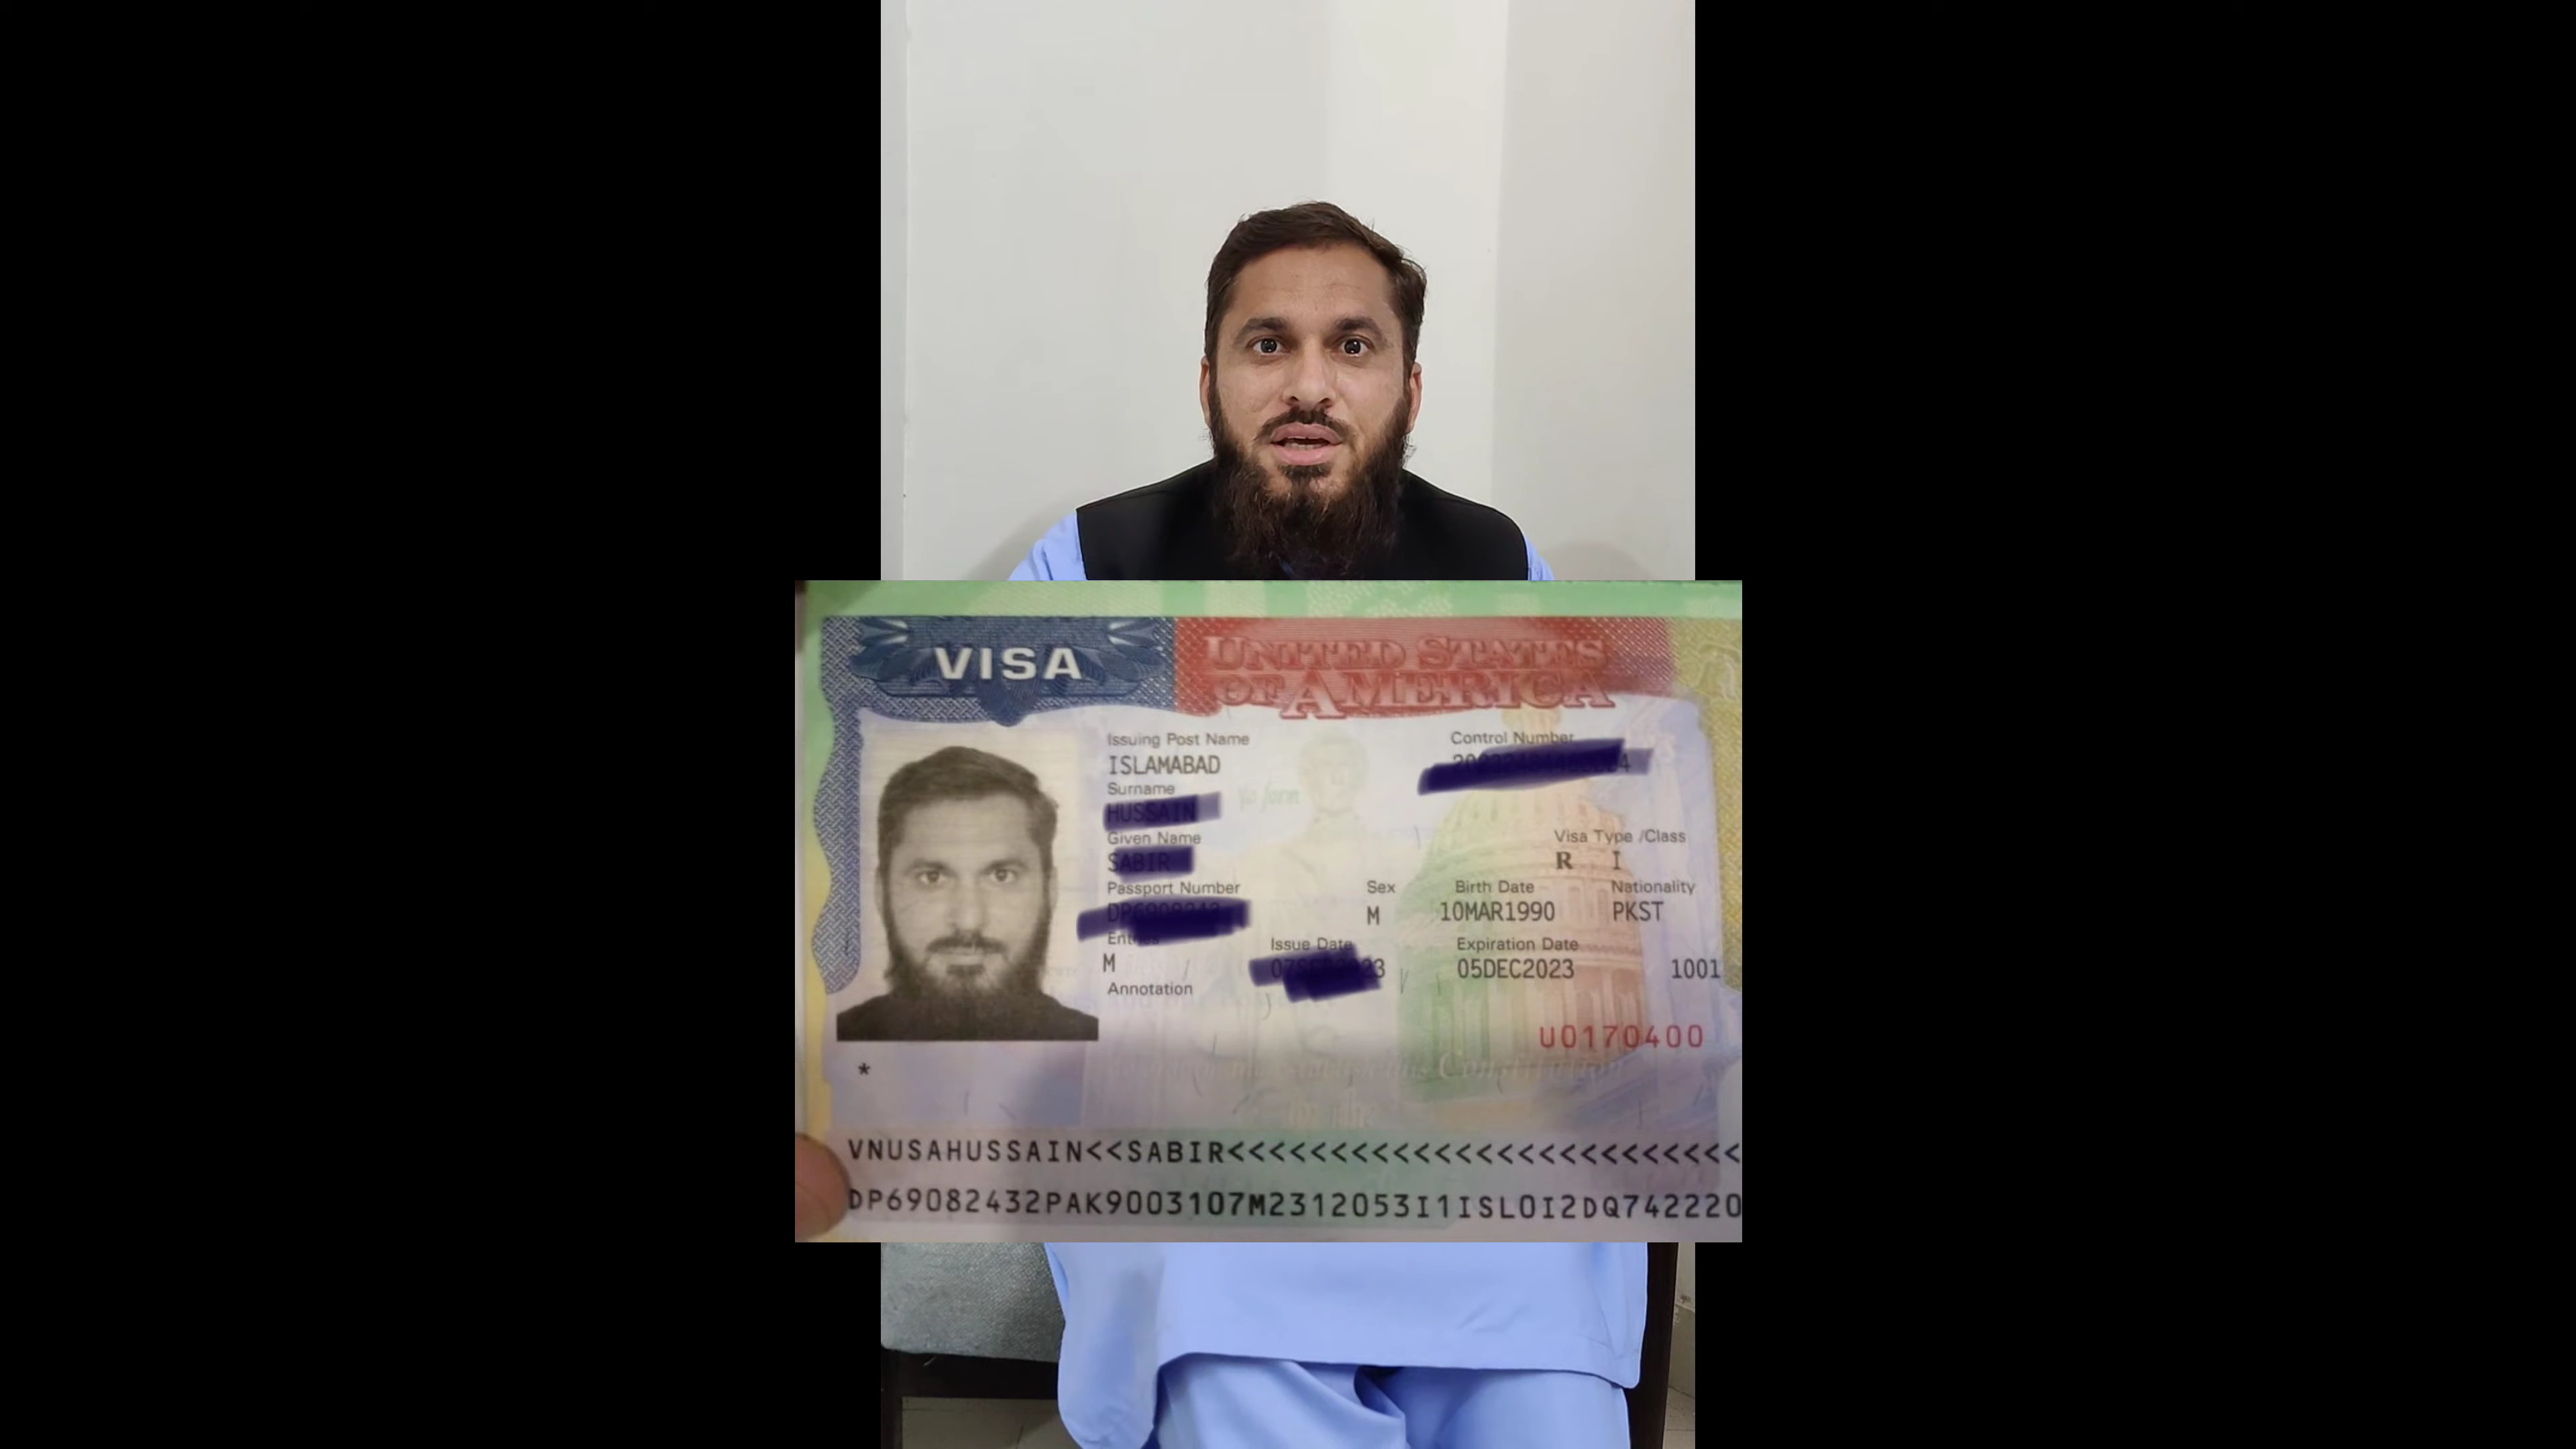 VISA
UNITED STATES
OF AMERICA
Issuing Post Name
ISLAMABAD
Control Number
Surname
Given Name
Visa Type /Class
R I
Passport Number
Sex
M
Birth Date
10MAR1990
Nationality
PKST
Entries
M
Issue Date
Expiration Date
05DEC2023
1001
Annotation
U0170400
*
VNUSAHUSSAIN<<SABIR<<<<<<<<<<<<<<<<<<<<<<<<<
DP69082432PAK9003107M2312053I1ISLOI2DQ742220